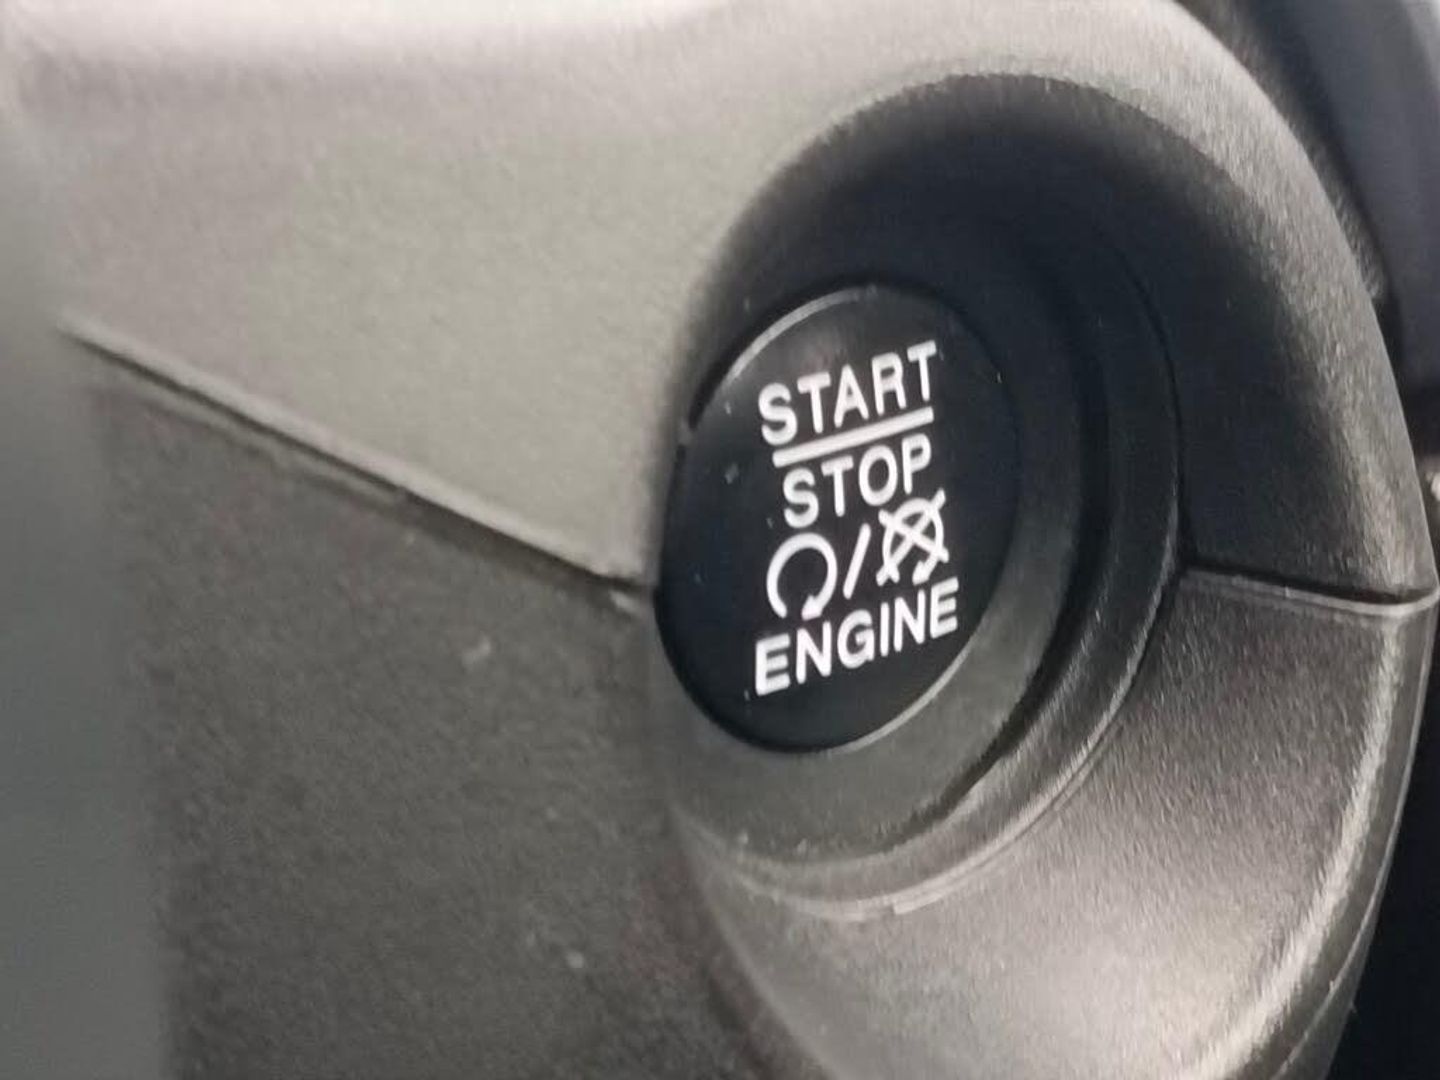 START
STOP
/
ENGINE